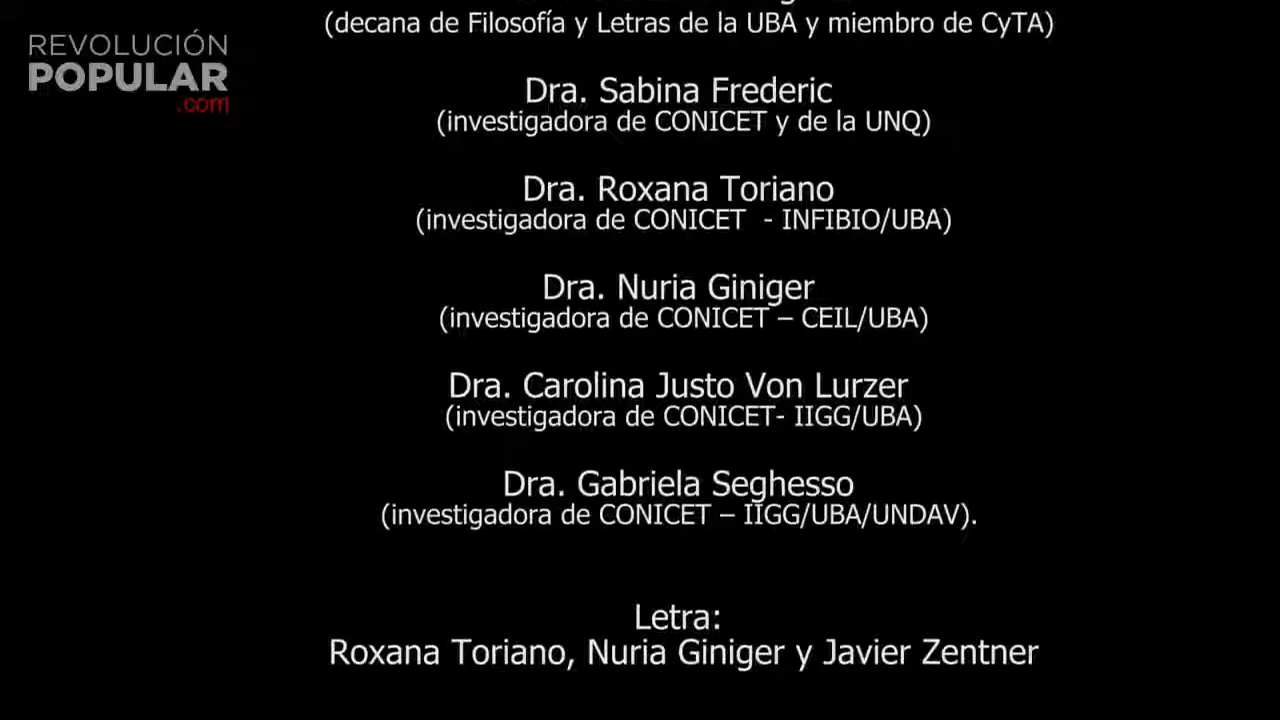 REVOLUCIÓN
POPULAR
.com
(decana de Filosofía y Letras de la UBA y miembro de CyTA)
Dra. Sabina Frederic
(investigadora de CONICET y de la UNQ)
Dra. Roxana Toriano
(investigadora de CONICET - INFIBIO/UBA)
Dra. Nuria Giniger
(investigadora de CONICET – CEIL/UBA)
Dra. Carolina Justo Von Lurzer
(investigadora de CONICET- IIGG/UBA)
Dra. Gabriela Seghesso
(investigadora de CONICET – IIGG/UBA/UNDAV).
Letra:
Roxana Toriano, Nuria Giniger y Javier Zentner